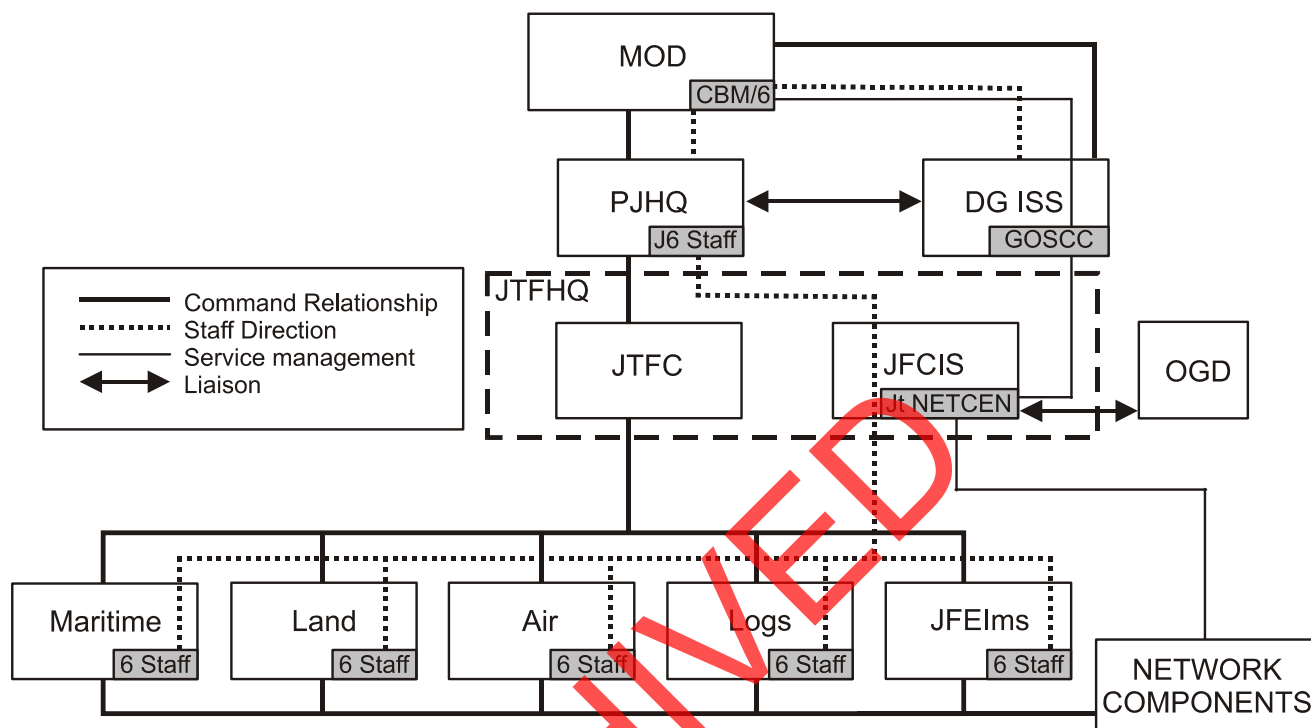 MOD
CBM/6
PJHQ
J6 Staff
DG ISS
GOSCC
Command Relationship
Staff Direction
Service management
Liaison
JTFHQ
JTFC
JFCIS
Jt NETCEN
OGD
Maritime
6 Staff
Land
6 Staff
Air
6 Staff
Logs
6 Staff
JFElms
6 Staff
NETWORK
COMPONENTS
HIVED